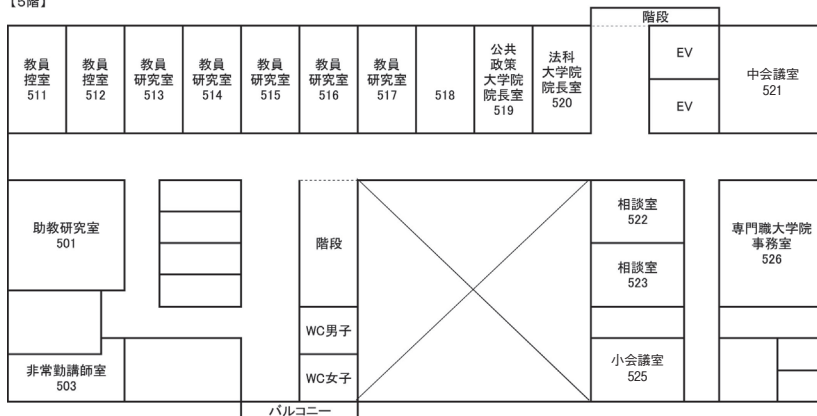 【5階】
階段
教員
控室
511
教員
控室
512
教員
研究室
513
教員
研究室
514
教員
研究室
515
教員
研究室
516
教員
研究室
517
518
公共
政策
大学院
院長室
519
法科
大学院
院長室
520
EV
EV
中会議室
521
助教研究室
501
階段
相談室
522
専門職大学院
事務室
526
相談室
523
WC男子
非常勤講師室
503
WC女子
小会議室
525
バルコニー